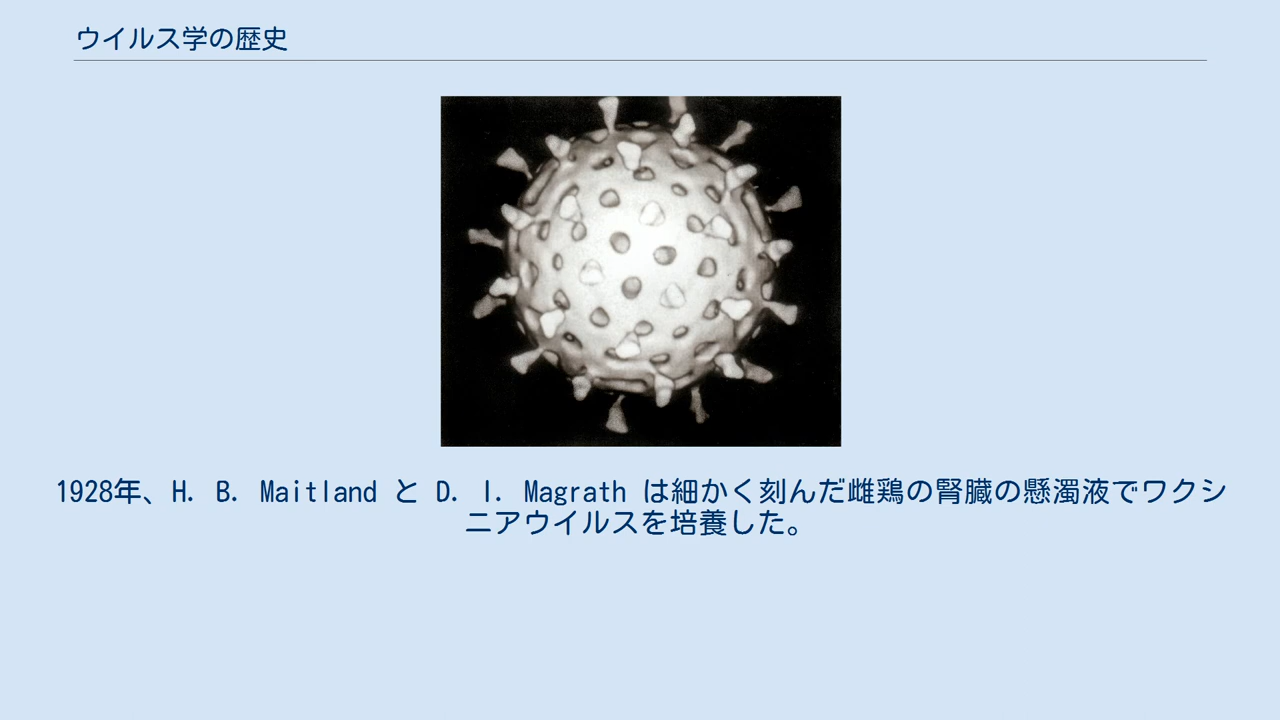 ウイルス学の歴史
1928年、H. B. Maitland と D. I. Magrath は細かく刻んだ雌鶏の腎臓の懸濁液でワクシ
ニアウイルスを培養した。